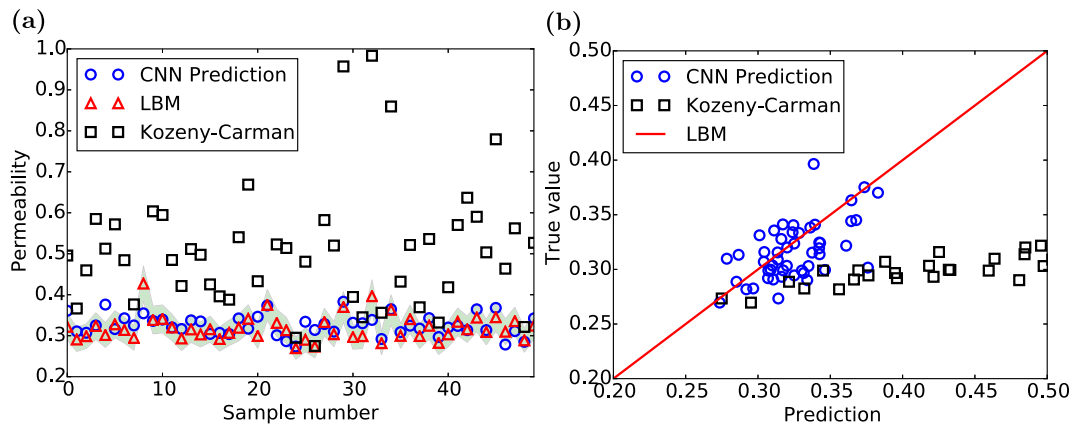 (a)
1.0
0.9
0.8
0.7
0.6
0.5
0.4
0.3
0.2
Permeability
CNN Prediction
LBM
Kozeny-Carman
0
10
20
30
40
Sample number
(b)
0.50
0.45
0.40
0.35
0.30
0.25
0.20
True value
CNN Prediction
Kozeny-Carman
LBM
0.20
0.25
0.30
0.35
0.40
0.45
0.50
Prediction